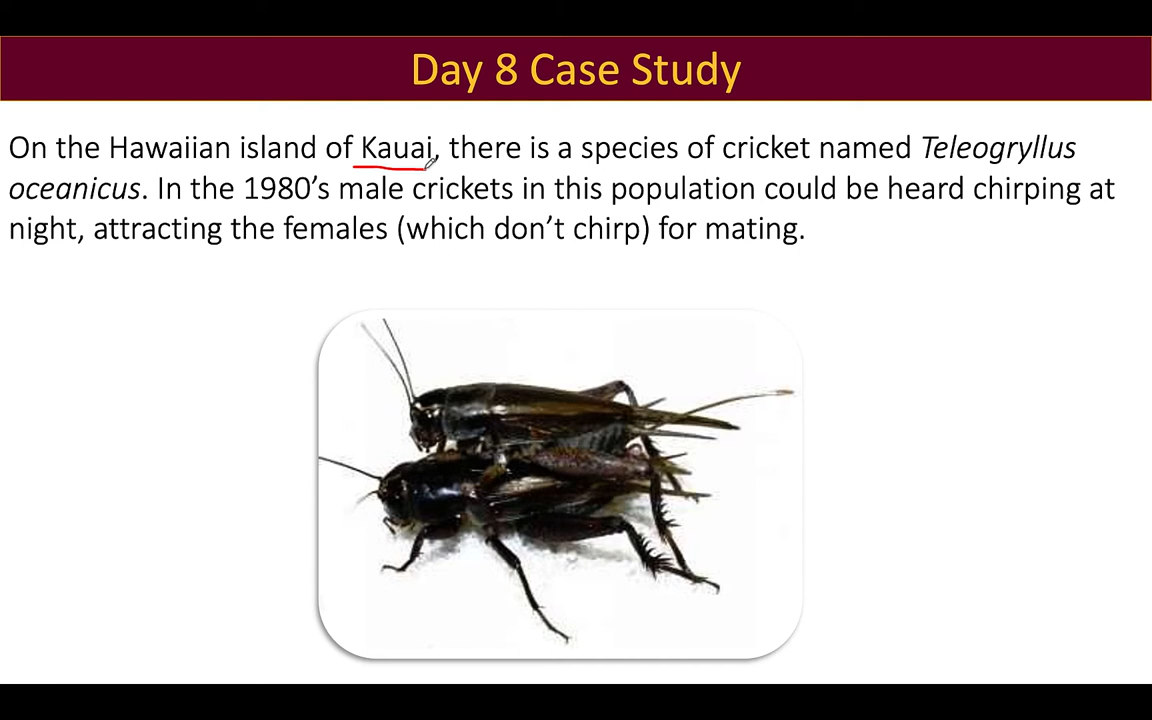 Day 8 Case Study
On the Hawaiian island of Kauai, there is a species of cricket named Teleogryllus
oceanicus. In the 1980’s male crickets in this population could be heard chirping at
night, attracting the females (which don’t chirp) for mating.